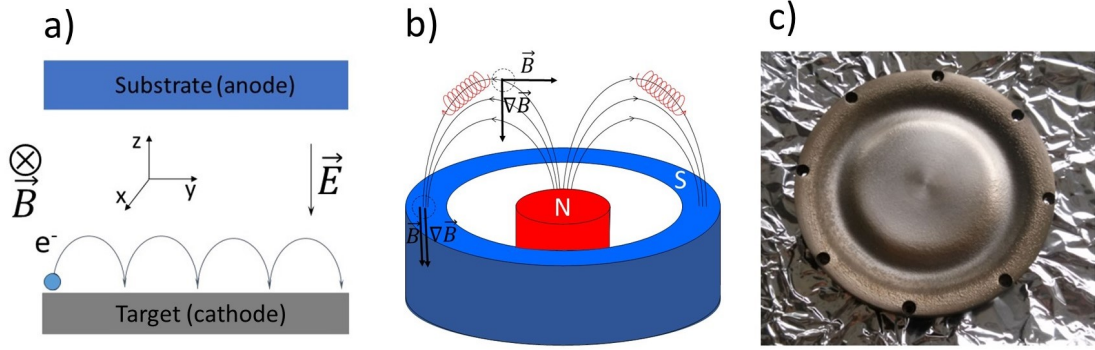 a)
Substrate (anode)
z
y
x
B
E
e-
Target (cathode)
b)
B
∇B
N
S
B
∇B
c)